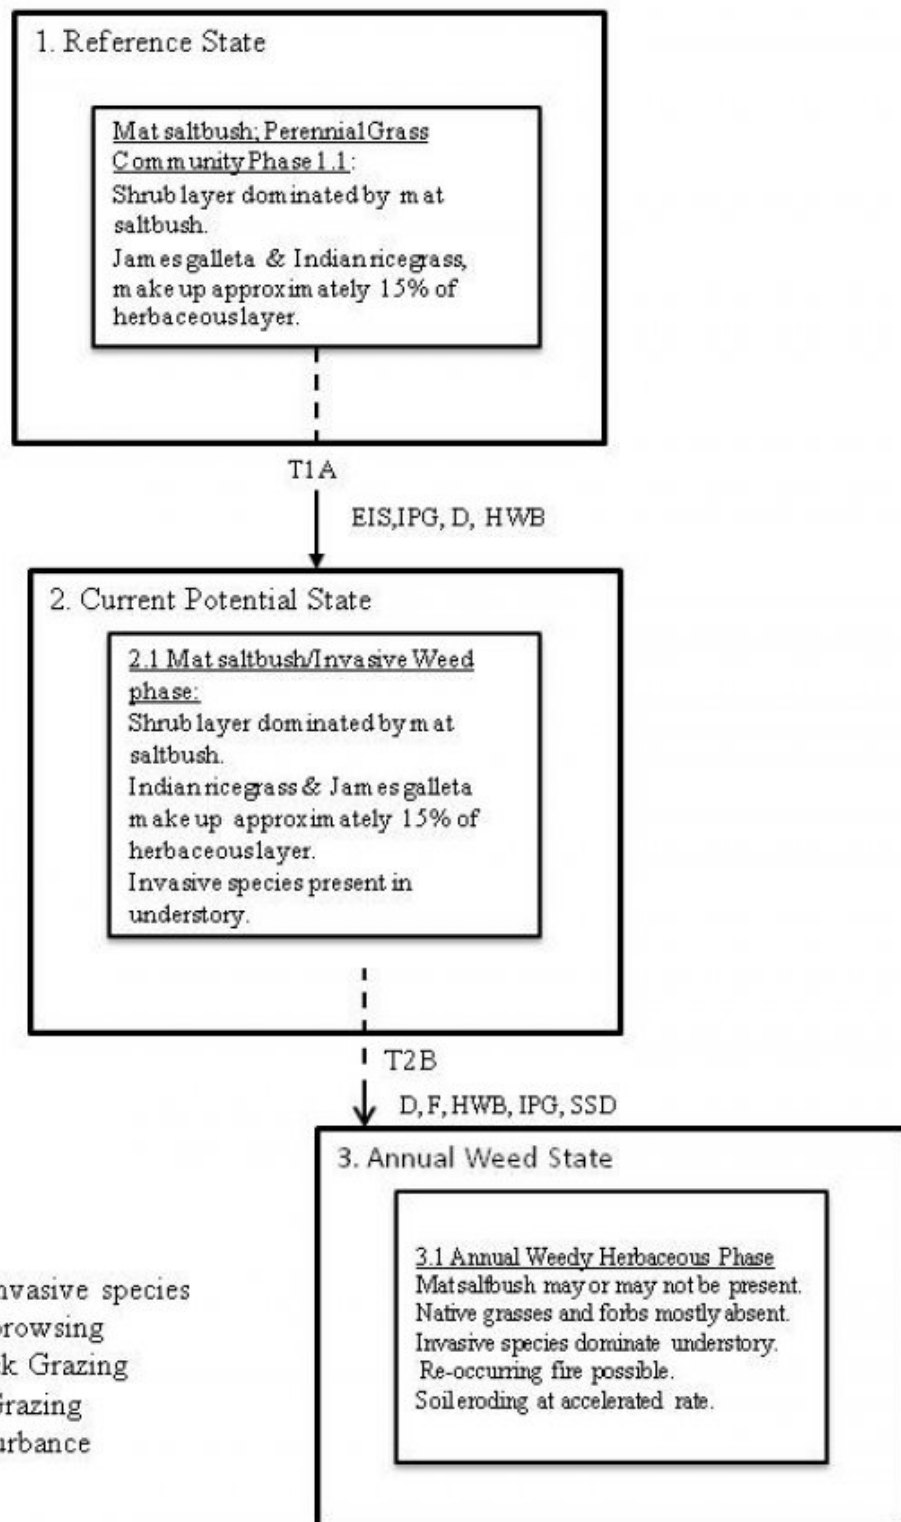 1. Reference State
Mat saltbush; Perennial Grass
Community Phase 1.1:
Shrub layer dominated by mat
saltbush.
James galleta & Indian ricegrass,
make up approximately 15% of
herbaceous layer.
T1A
EIS,IPG, D, HWB
2. Current Potential State
2.1 Mat saltbush/Invasive Weed
phase:
Shrub layer dominated by mat
saltbush.
Indian ricegrass & James galleta
make up approximately 15% of
herbaceous layer.
Invasive species present in
understory.
T2B
D, F, HWB, IPG, SSD
3. Annual Weed State
3.1 Annual Weedy Herbaceous Phase
Mat saltbush may or may not be present.
Native grasses and forbs mostly absent.
Invasive species dominate understory.
Re-occurring fire possible.
Soil eroding at accelerated rate.
species
Grazing